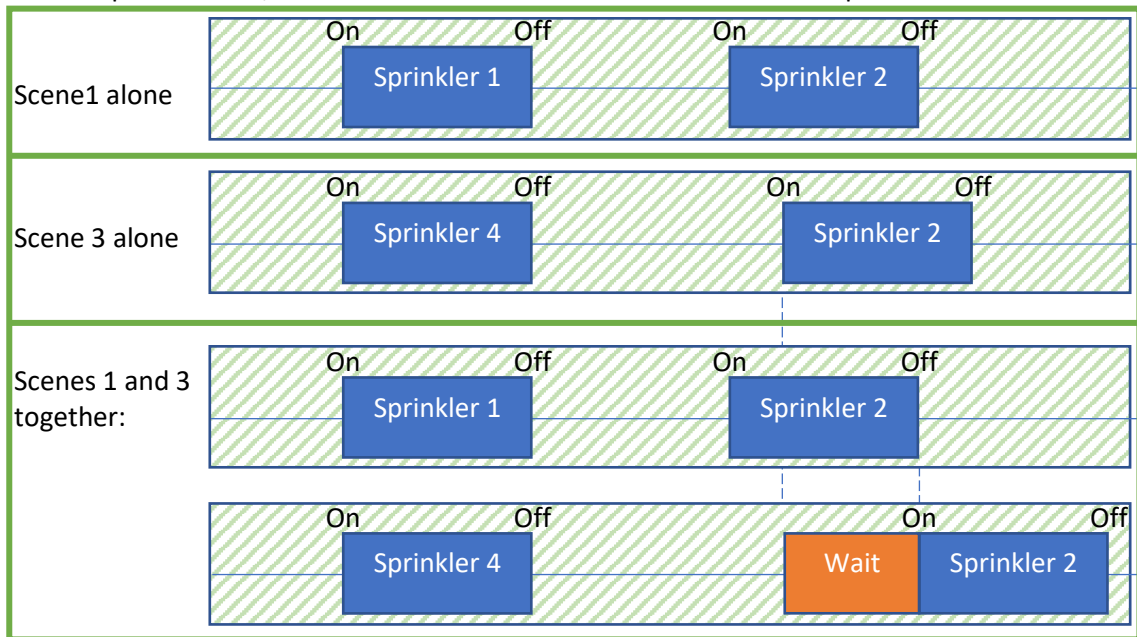 On Off On Off
Scene1 alone
Sprinkler 1
Sprinkler 2
On Off On Off
Scene 3 alone
Sprinkler 4
Sprinkler 2
On Off On Off
Scenes 1 and 3
together:
Sprinkler 1
Sprinkler 2
On Off On Off
Sprinkler 4
Wait
Sprinkler 2